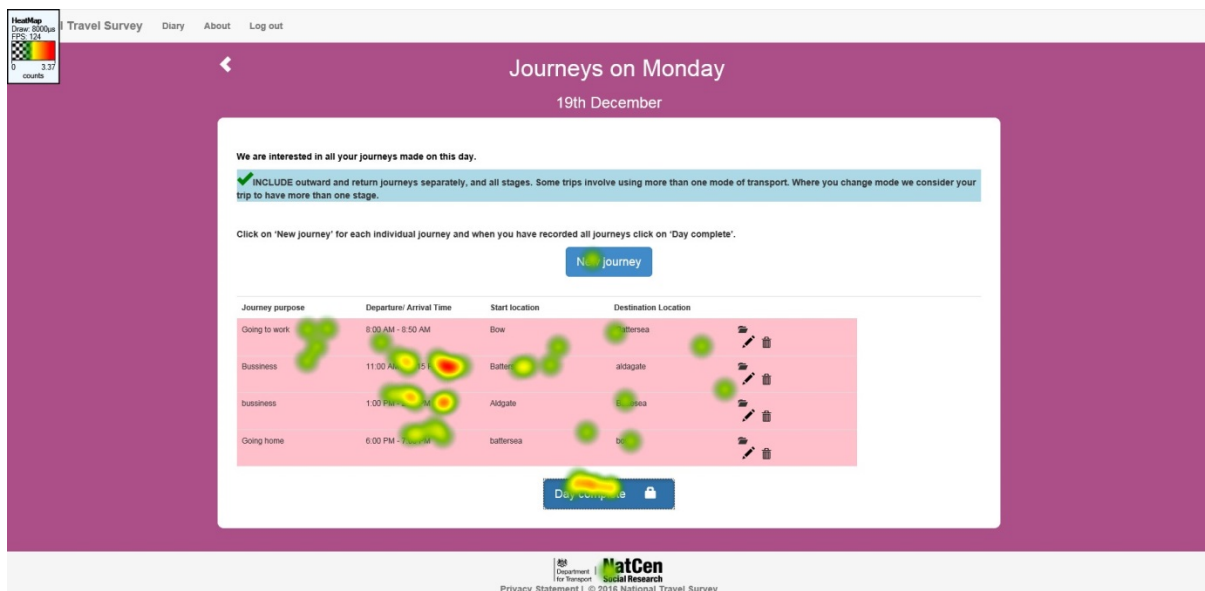 HeatMap
Draw: 8000µs
FPS: 124
0 3.37
counts
l Travel Survey Diary About Log out
Journeys on Monday
19th December
We are interested in all your journeys made on this day.
INCLUDE outward and return journeys separately, and all stages. Some trips involve using more than one mode of transport. Where you change mode we consider your
trip to have more than one stage.
Click on ‘New journey’ for each individual journey and when you have recorded all journeys click on ‘Day complete’.
New journey
Journey purpose Departure/ Arrival Time Start location Destination Location
Going to work 8:00 AM - 8:50 AM Bow Battersea
Bussiness 11:00 AM Batters aldagate
bussiness 1:00 PM - Aldgate
Going home 6:00 PM - battersea
Day complete
Department for Transport
NatCen
Social Research
Privacy Statement | © 2016 National Travel Survey